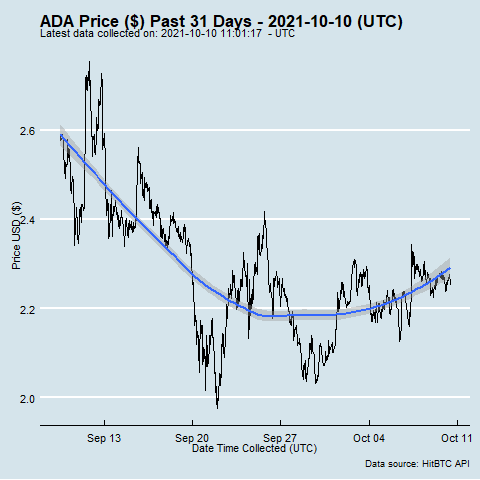 ADA Price ($) Past 31 Days - 2021-10-10 (UTC)
Latest data collected on: 2021-10-10 11:01:17 - UTC
Price USD ($)
2.6
2.4
2.2
2.0
Sep 13 Sep 20 Sep 27 Oct 04 Oct 11
Date Time Collected (UTC)
Data source: HitBTC API